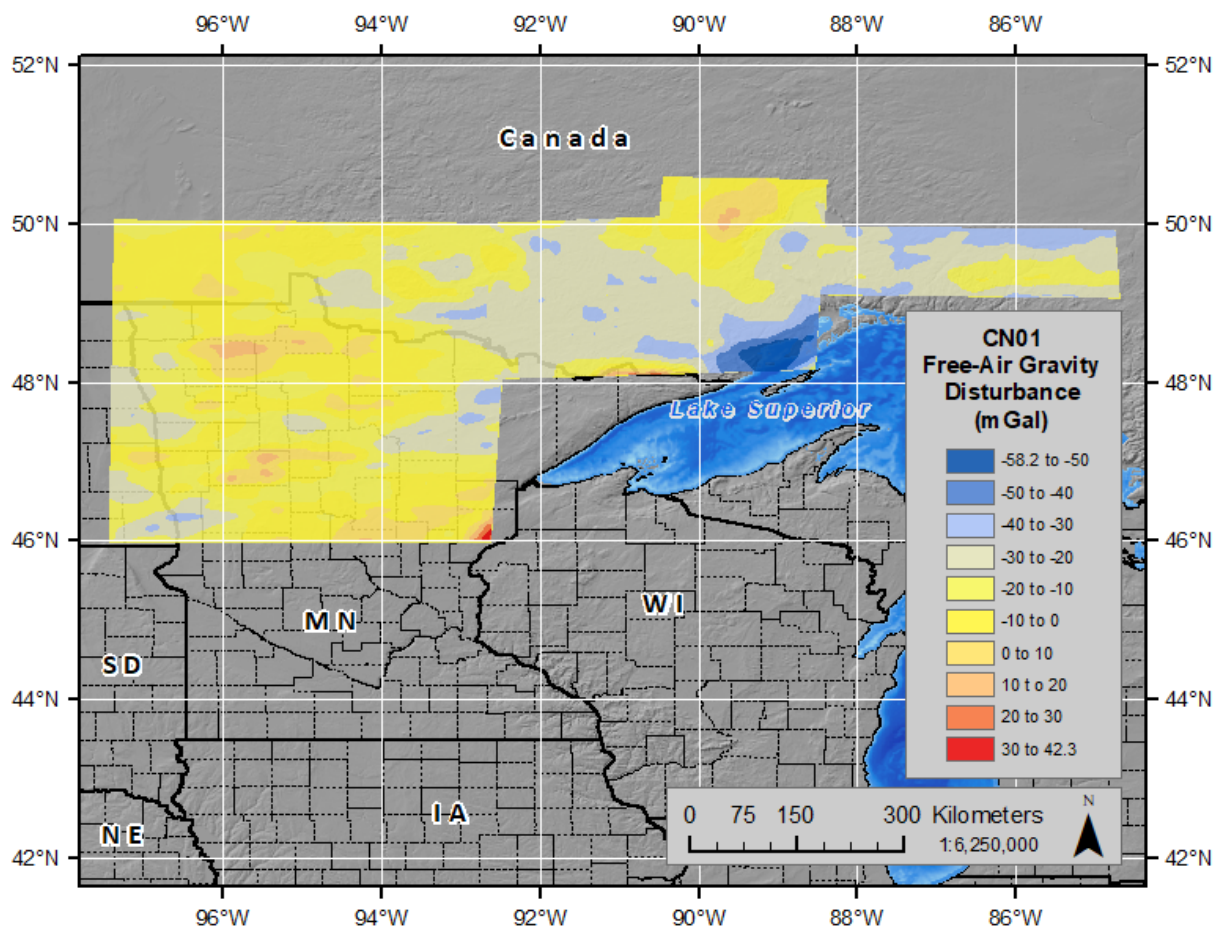 96°W 94°W 92°W 90°W 88°W 86°W
52°N 52°N
Canada
50°N 50°N
CN01
Free-Air Gravity
Disturbance
(mGal)
48°N 48°N
Lake Superior
-58.2 to -50
-50 to -40
-40 to -30
-30 to -20
-20 to -10
-10 to 0
0 to 10
10 to 20
20 to 30
30 to 42.3
46°N 46°N
MN
WI
SD
44°N 44°N
IA
NE
0 75 150 300 Kilometers
1:6,250,000
N
42°N 42°N
96°W 94°W 92°W 90°W 88°W 86°W